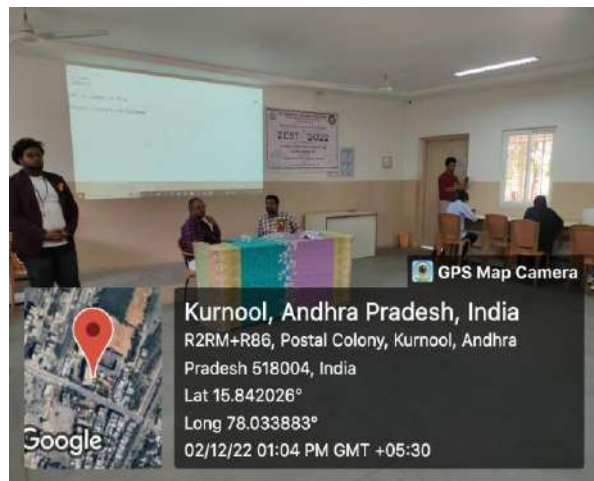 ZEST 2022
GPS Map Camera
Kurnool, Andhra Pradesh, India
R2RM+R86, Postal Colony, Kurnool, Andhra
Pradesh 518004, India
Lat 15.842026°
Long 78.033883°
02/12/22 01:04 PM GMT +05:30
Google